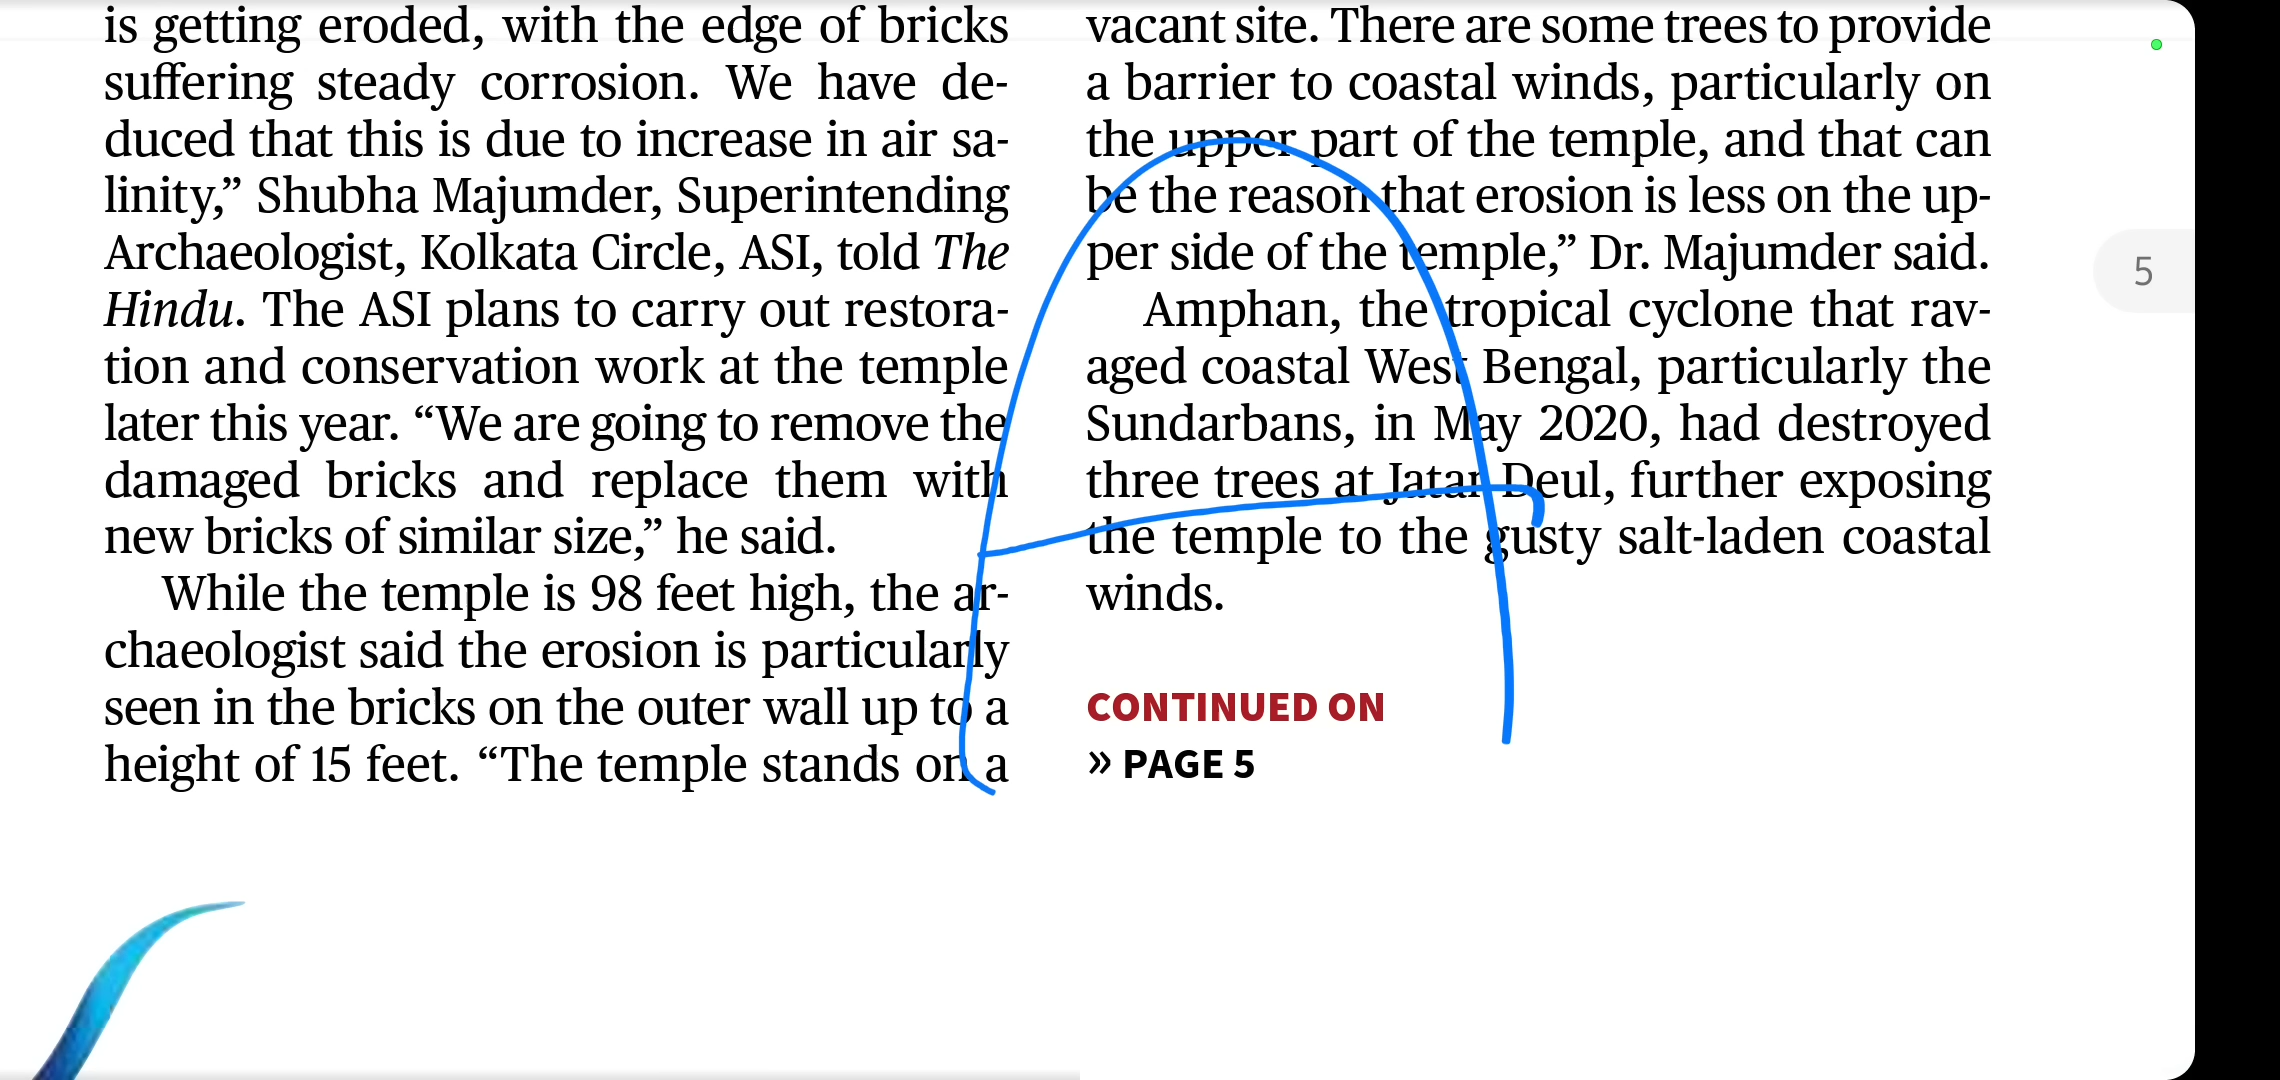 is getting eroded, with the edge of bricks
suffering steady corrosion. We have de-
duced that this is due to increase in air sa-
linity,” Shubha Majumder, Superintending
Archaeologist, Kolkata Circle, ASI, told The
Hindu. The ASI plans to carry out restora-
tion and conservation work at the temple
later this year. “We are going to remove the
damaged bricks and replace them with
new bricks of similar size,” he said.
While the temple is 98 feet high, the ar-
chaeologist said the erosion is particularly
seen in the bricks on the outer wall up to a
height of 15 feet. “The temple stands on a
vacant site. There are some trees to provide
a barrier to coastal winds, particularly on
the upper part of the temple, and that can
be the reason that erosion is less on the up-
per side of the temple,” Dr. Majumder said.
Amphan, the tropical cyclone that rav-
aged coastal West Bengal, particularly the
Sundarbans, in May 2020, had destroyed
three trees at Jatar Deul, further exposing
the temple to the gusty salt-laden coastal
winds.
CONTINUED ON
» PAGE 5
5
A